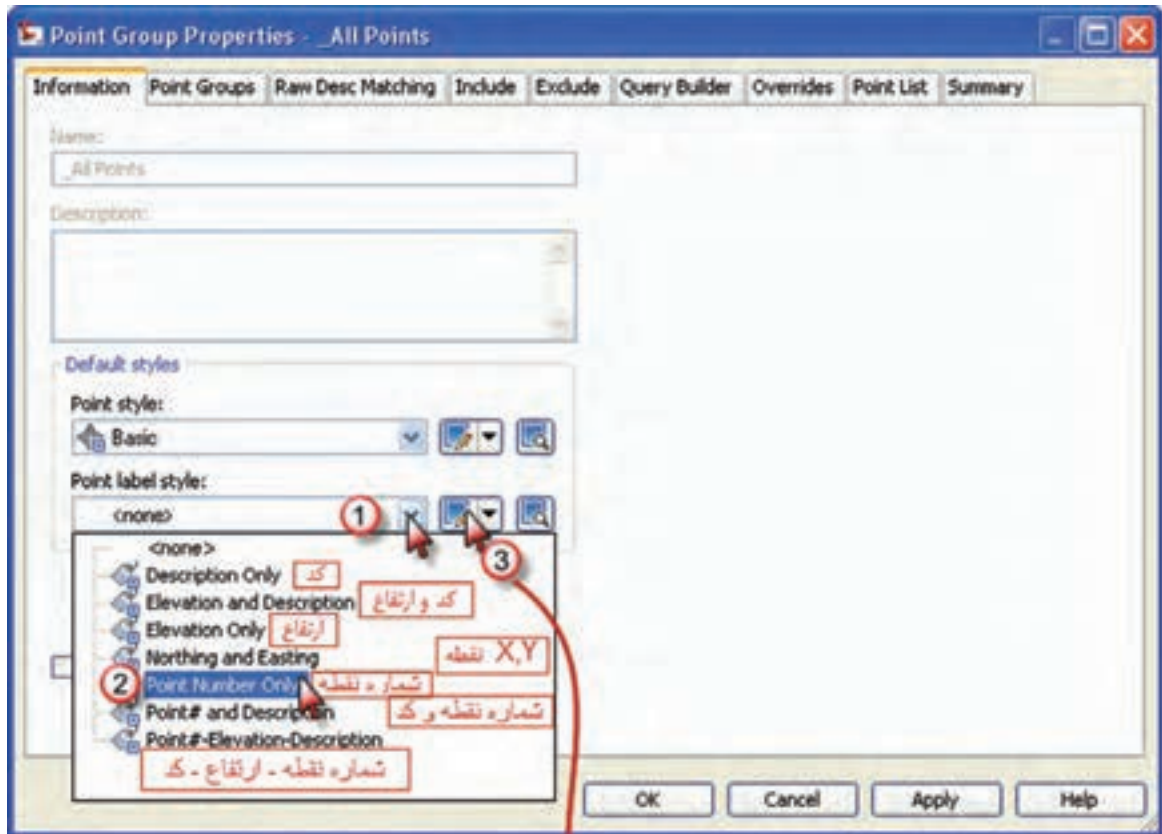 Point Group Properties - _All Points
Information Point Groups Raw Desc Matching Include Exclude Query Builder Overrides Point List Summary
Name:
_All Points
Description:
Default styles
Point style:
Basic
Point label style:
<none>
1
3
<none>
Description Only کد
Elevation and Description کد و ارتفاع
Elevation Only ارتفاع
Northing and Easting X,Y نقطه
2
Point Number Only شماره نقطه
Point# and Description شماره نقطه و کد
Point#-Elevation-Description
شماره نقطه - ارتفاع - کد
OK Cancel Apply Help